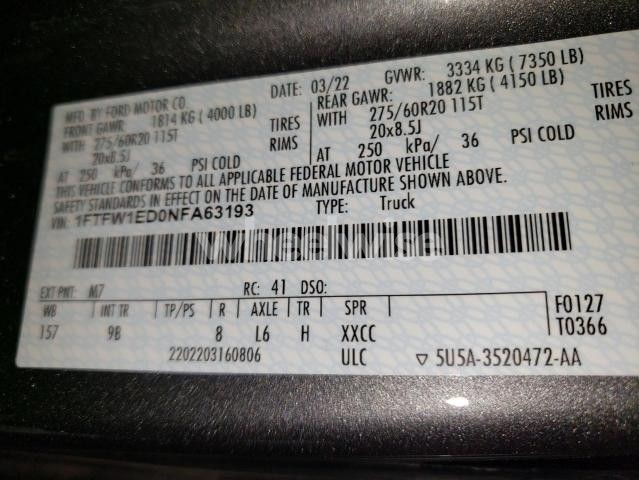 MFD. BY FORD MOTOR CO.
DATE: 03/22 GVWR: 3334 KG ( 7350 LB)
FRONT GAWR: 1814 KG ( 4000 LB) REAR GAWR: 1882 KG ( 4150 LB)
WITH 275/60R20 115T TIRES WITH 275/60R20 115T TIRES
20x8.5J RIMS 20x8.5J RIMS
AT 250 kPa/ 36 PSI COLD AT 250 kPa/ 36 PSI COLD
THIS VEHICLE CONFORMS TO ALL APPLICABLE FEDERAL MOTOR VEHICLE
SAFETY STANDARDS IN EFFECT ON THE DATE OF MANUFACTURE SHOWN ABOVE.
VIN: 1FTFW1ED0NFA63193 TYPE: Truck
wheelwise
EXT PNT: M7 RC: 41 DSO:
WB INT TR TP/PS R AXLE TR SPR F0127
157 9B 8 L6 H XXCC T0366
2202203160806 ULC ▽ 5U5A-3520472-AA